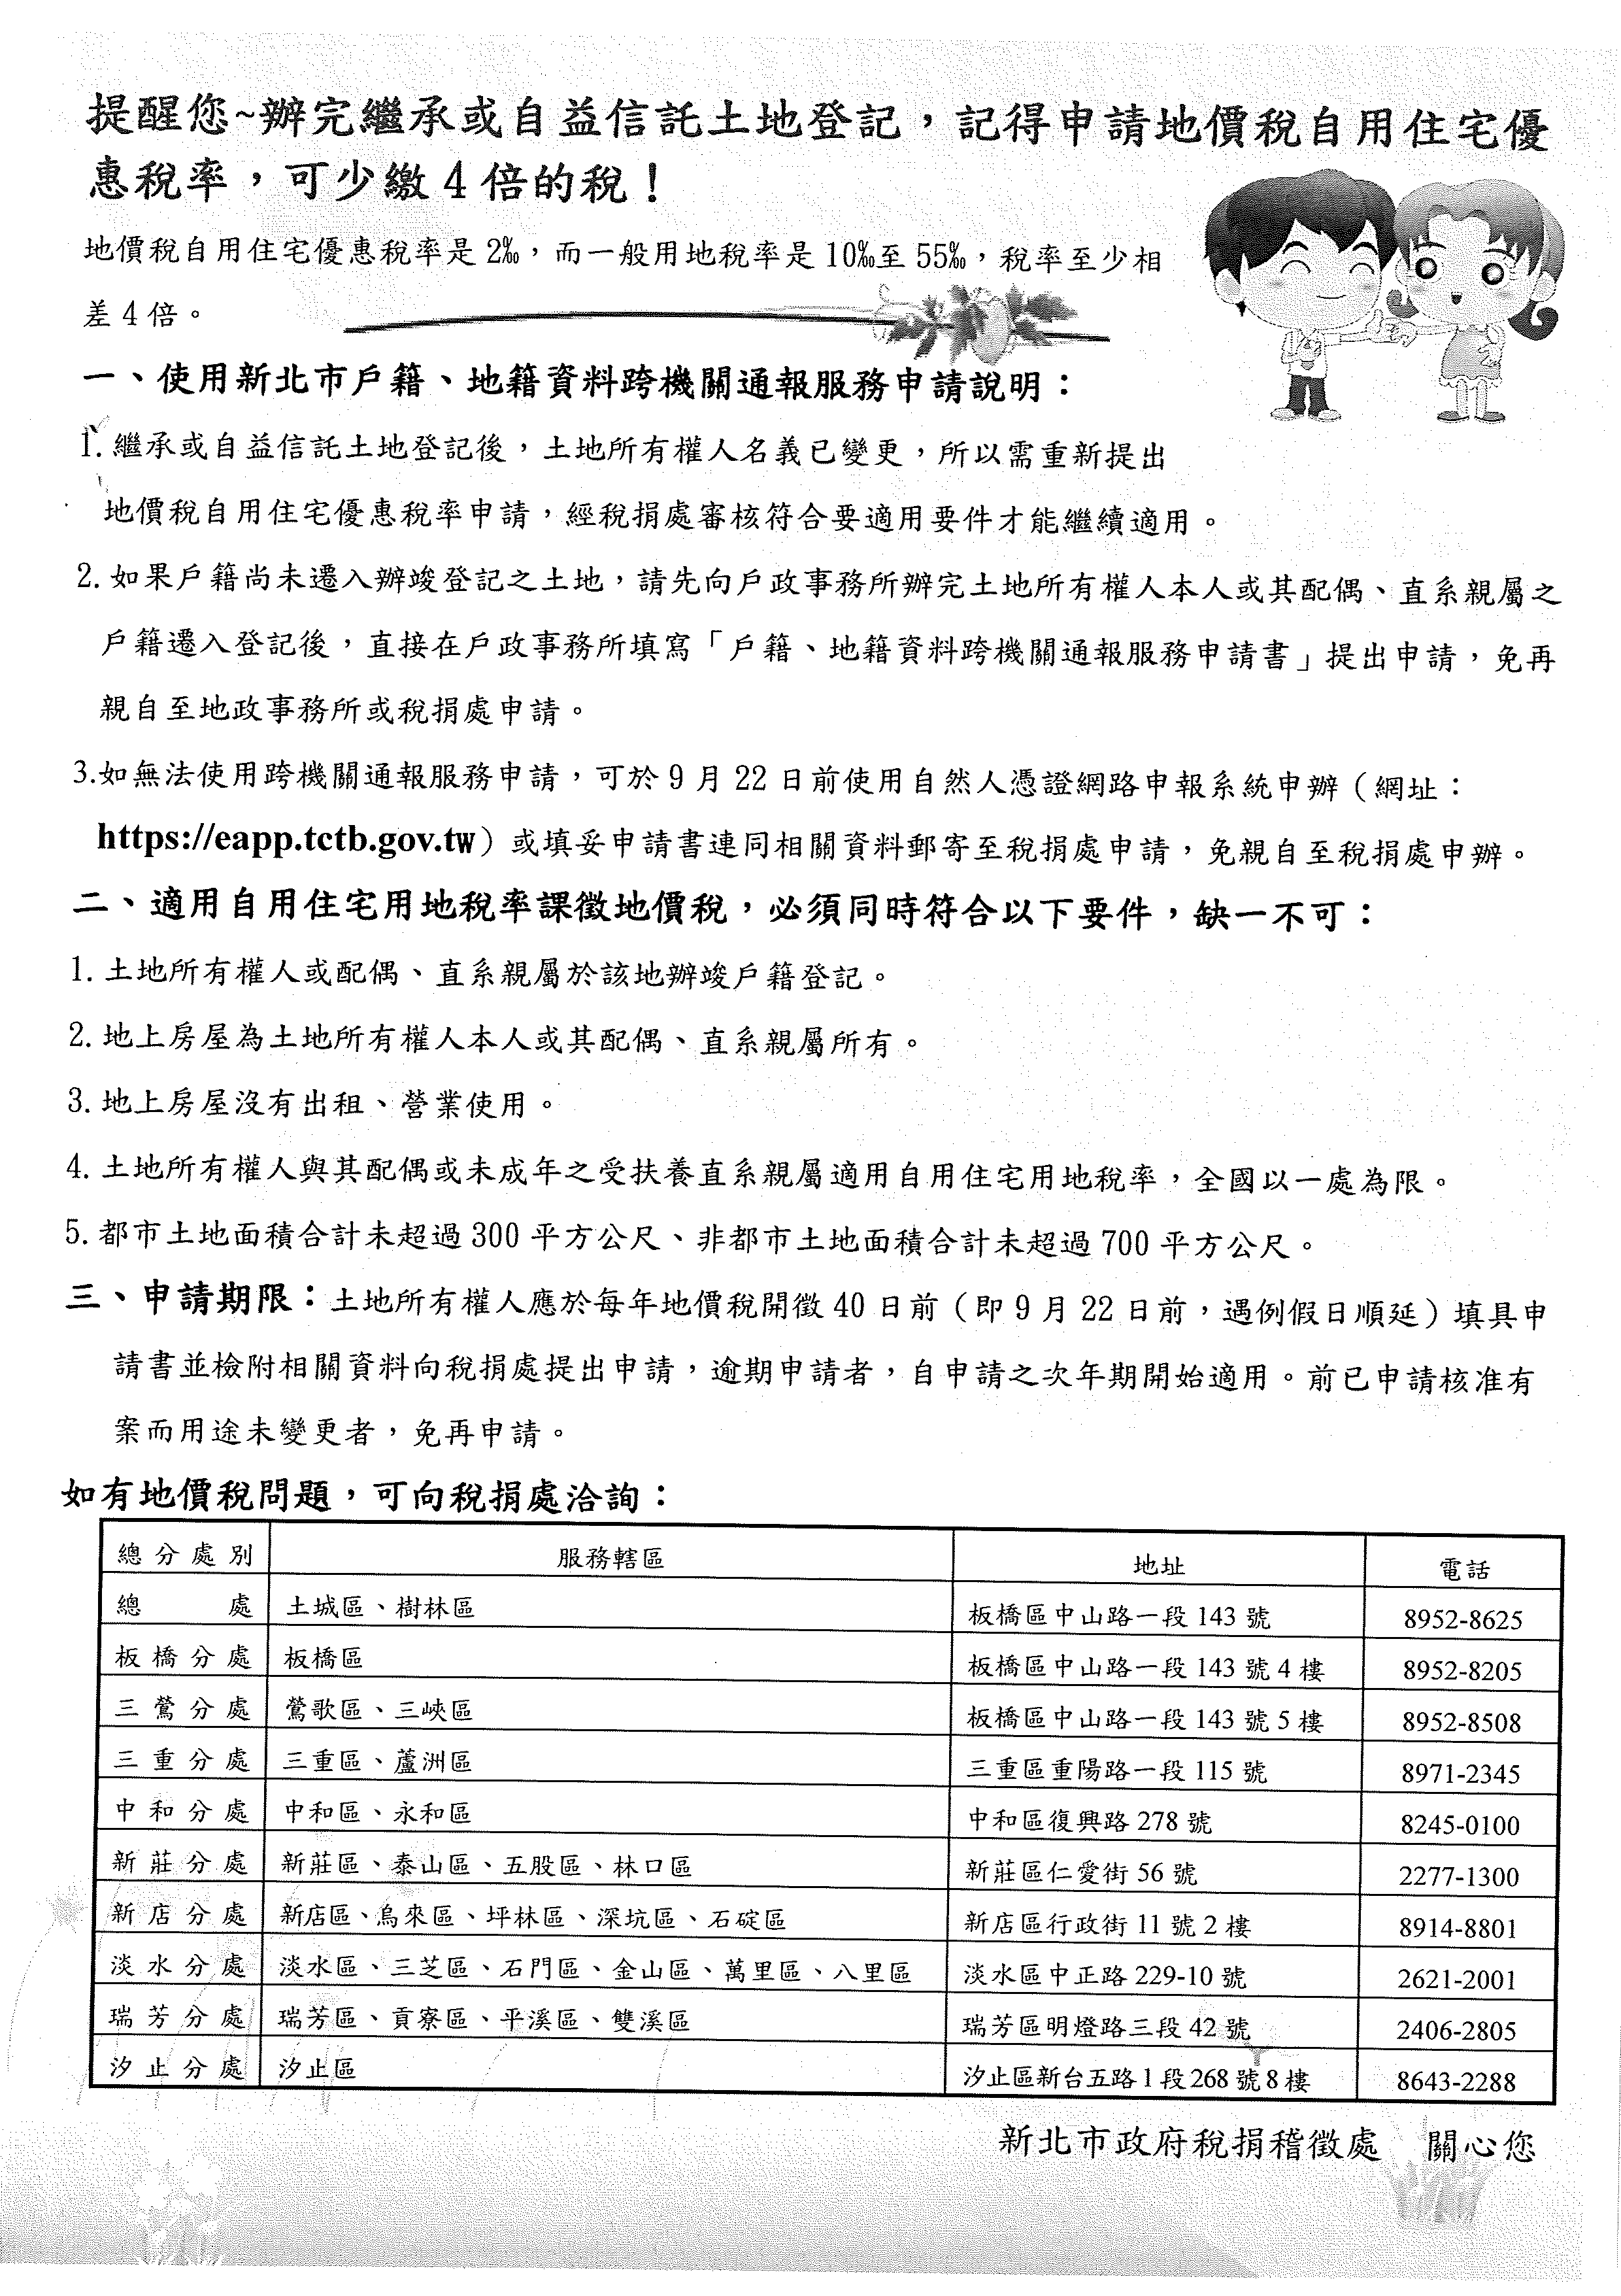 提醒您~辦完繼承或自益信託土地登記，記得申請地價稅自用住宅優
惠稅率，可少繳4倍的稅！
地價稅自用住宅優惠稅率是2‰，而一般用地稅率是10‰至55‰，稅率至少相
差4倍。
一、使用新北市戶籍、地籍資料跨機關通報服務申請說明：
1.繼承或自益信託土地登記後，土地所有權人名義已變更，所以需重新提出
地價稅自用住宅優惠稅率申請，經稅捐處審核符合要適用要件才能繼續適用。
2.如果戶籍尚未遷入辦竣登記之土地，請先向戶政事務所辦完土地所有權人本人或其配偶、直系親屬之
戶籍遷入登記後，直接在戶政事務所填寫「戶籍、地籍資料跨機關通報服務申請書」提出申請，免再
親自至地政事務所或稅捐處申請。
3.如無法使用跨機關通報服務申請，可於9月22日前使用自然人憑證網路申報系統申辦（網址：
https://eapp.tctb.gov.tw）或填妥申請書連同相關資料郵寄至稅捐處申請，免親自至稅捐處申辦。
二、適用自用住宅用地稅率課徵地價稅，必須同時符合以下要件，缺一不可：
1.土地所有權人或配偶、直系親屬於該地辦竣戶籍登記。
2.地上房屋為土地所有權人本人或其配偶、直系親屬所有。
3.地上房屋沒有出租、營業使用。
4.土地所有權人與其配偶或未成年之受扶養直系親屬適用自用住宅用地稅率，全國以一處為限。
5.都市土地面積合計未超過300平方公尺、非都市土地面積合計未超過700平方公尺。
三、申請期限：土地所有權人應於每年地價稅開徵40日前（即9月22日前，遇例假日順延）填具申
請書並檢附相關資料向稅捐處提出申請，逾期申請者，自申請之次年期開始適用。前已申請核准有
案而用途未變更者，免再申請。
如有地價稅問題，可向稅捐處洽詢：
總分處別 服務轄區 地址 電話
總處 土城區、樹林區 板橋區中山路一段143號 8952-8625
板橋分處 板橋區 板橋區中山路一段143號4樓 8952-8205
三鶯分處 鶯歌區、三峽區 板橋區中山路一段143號5樓 8952-8508
三重分處 三重區、蘆洲區 三重區重陽路一段115號 8971-2345
中和分處 中和區、永和區 中和區復興路278號 8245-0100
新莊分處 新莊區、泰山區、五股區、林口區 新莊區仁愛街56號 2277-1300
新店分處 新店區、烏來區、坪林區、深坑區、石碇區 新店區行政街11號2樓 8914-8801
淡水分處 淡水區、三芝區、石門區、金山區、萬里區、八里區 淡水區中正路229-10號 2621-2001
瑞芳分處 瑞芳區、貢寮區、平溪區、雙溪區 瑞芳區明燈路三段42號 2406-2805
汐止分處 汐止區 汐止區新台五路1段268號8樓 8643-2288
新北市政府稅捐稽徵處 關心您